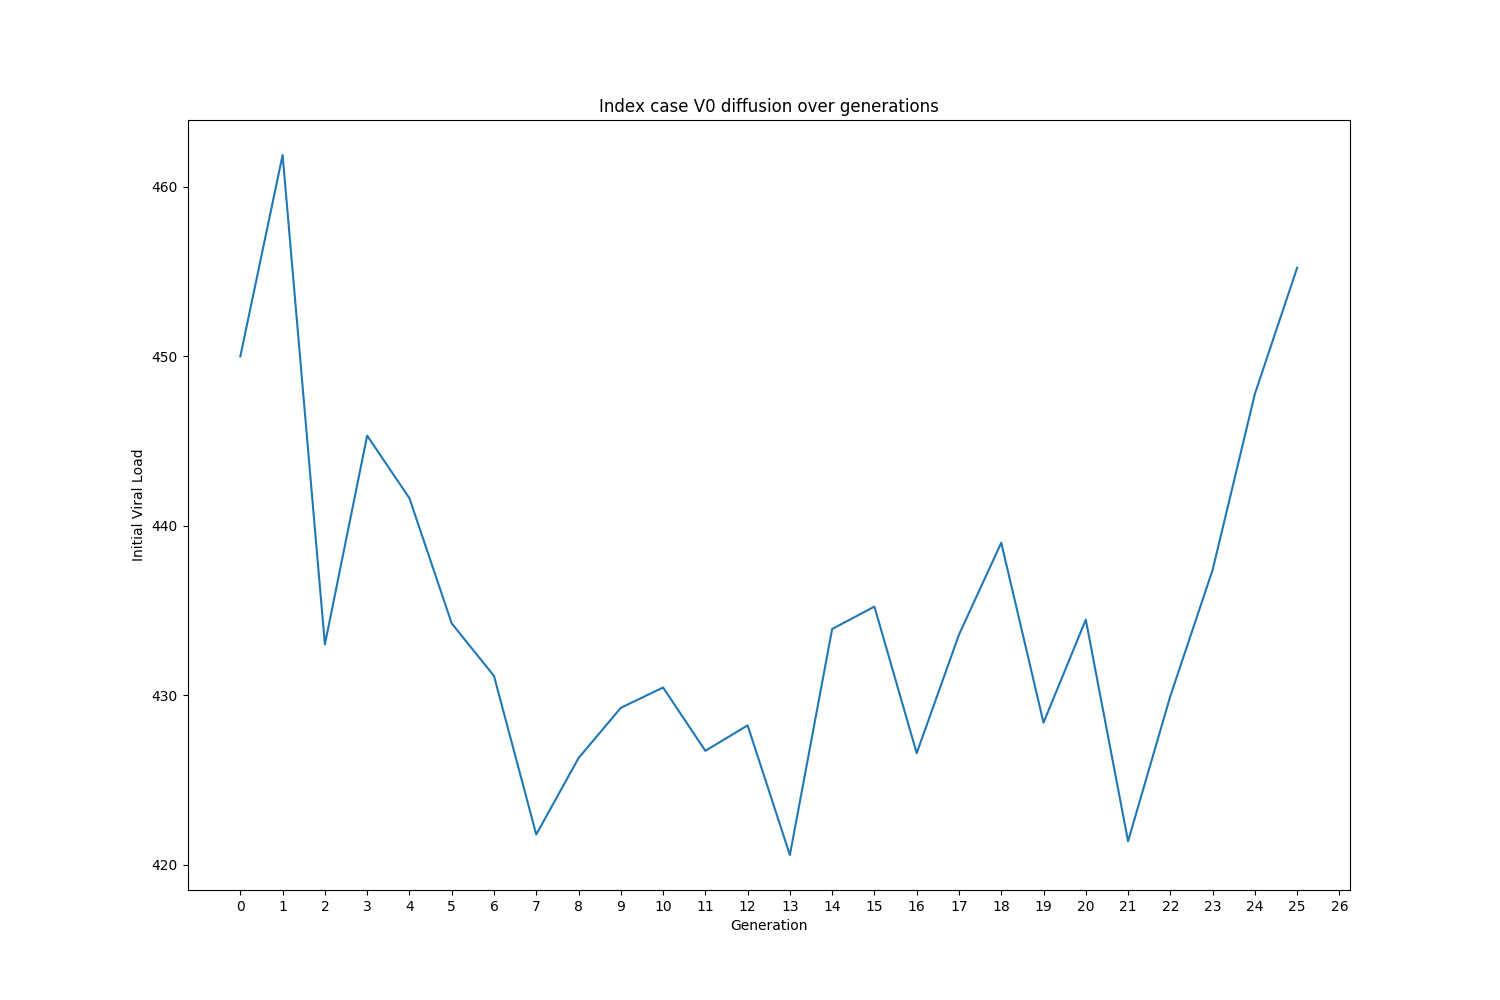 Index case V0 diffusion over generations
460
450
440
430
420
Initial Viral Load
0 1 2 3 4 5 6 7 8 9 10 11 12 13 14 15 16 17 18 19 20 21 22 23 24 25 26
Generation